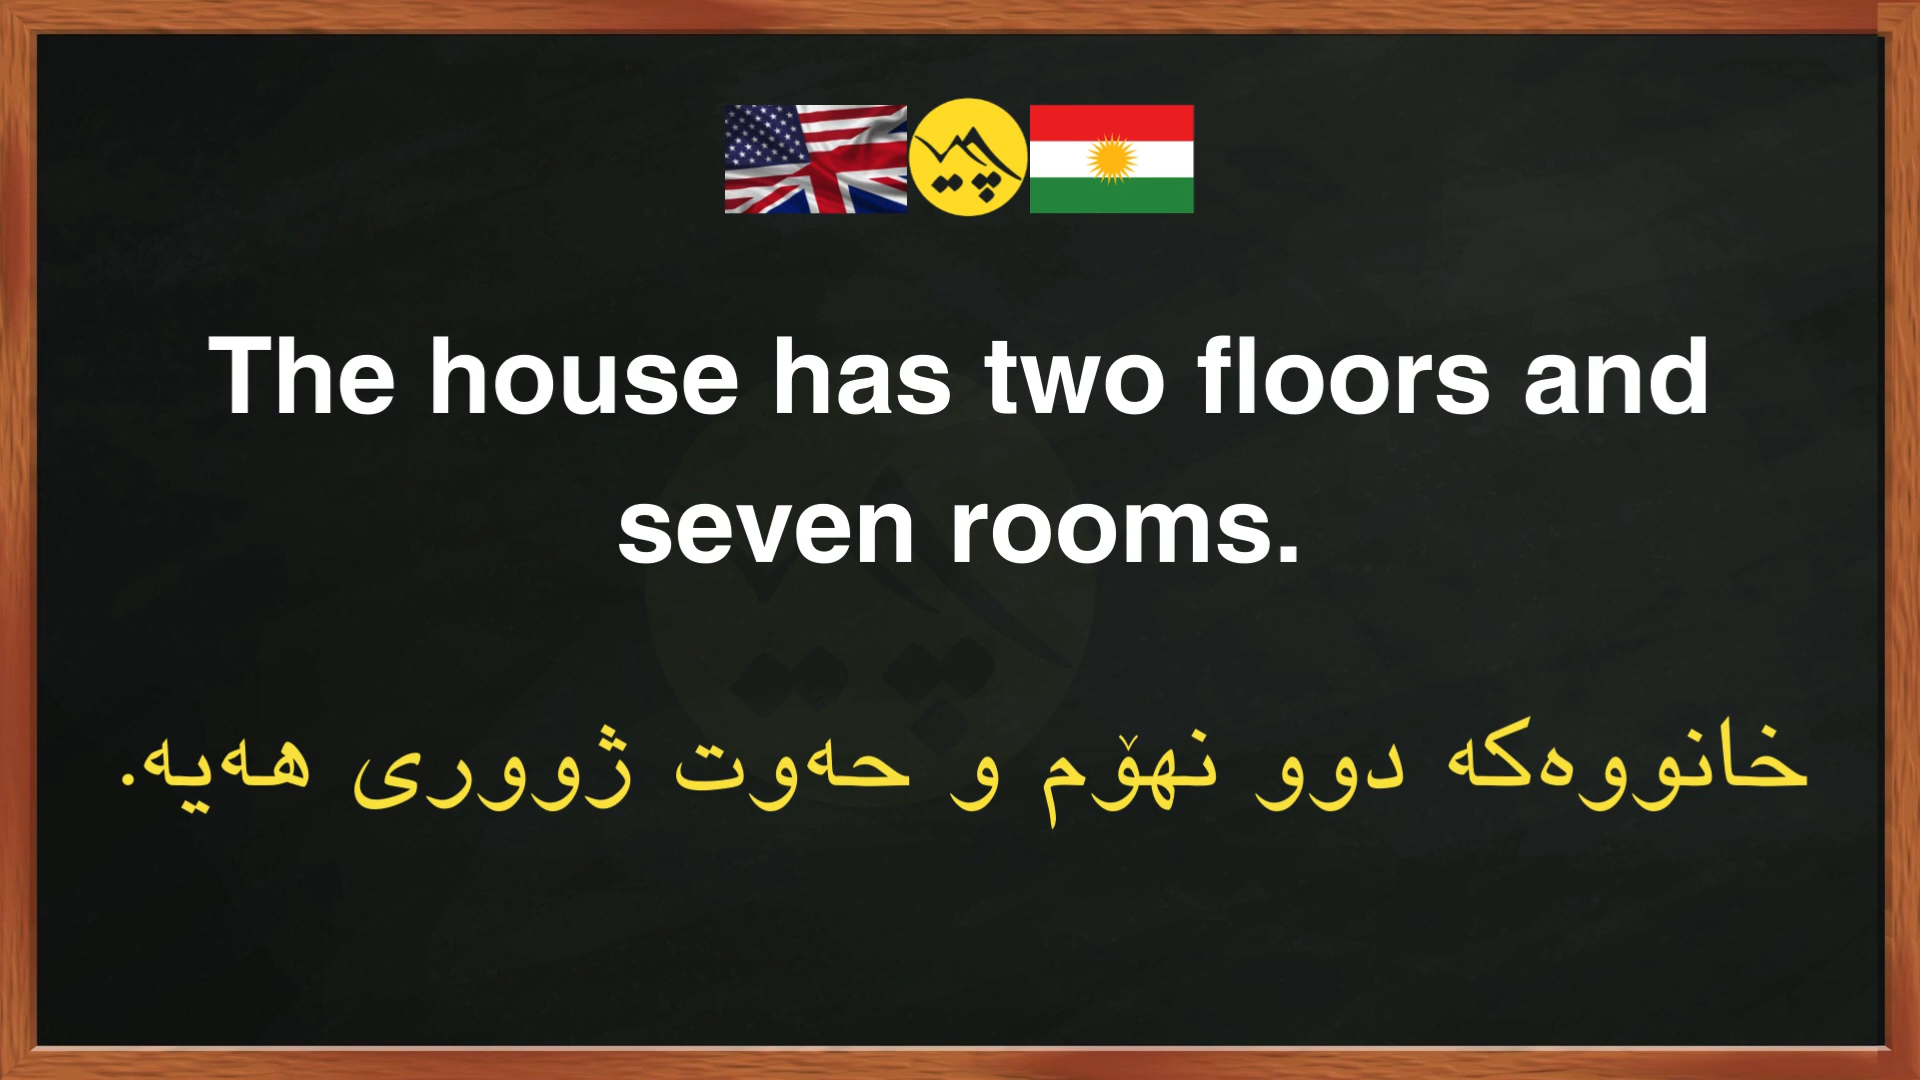 The house has two floors and
seven rooms.
خانووەکە دوو نهۆم و حەوت ژووری هەیە.